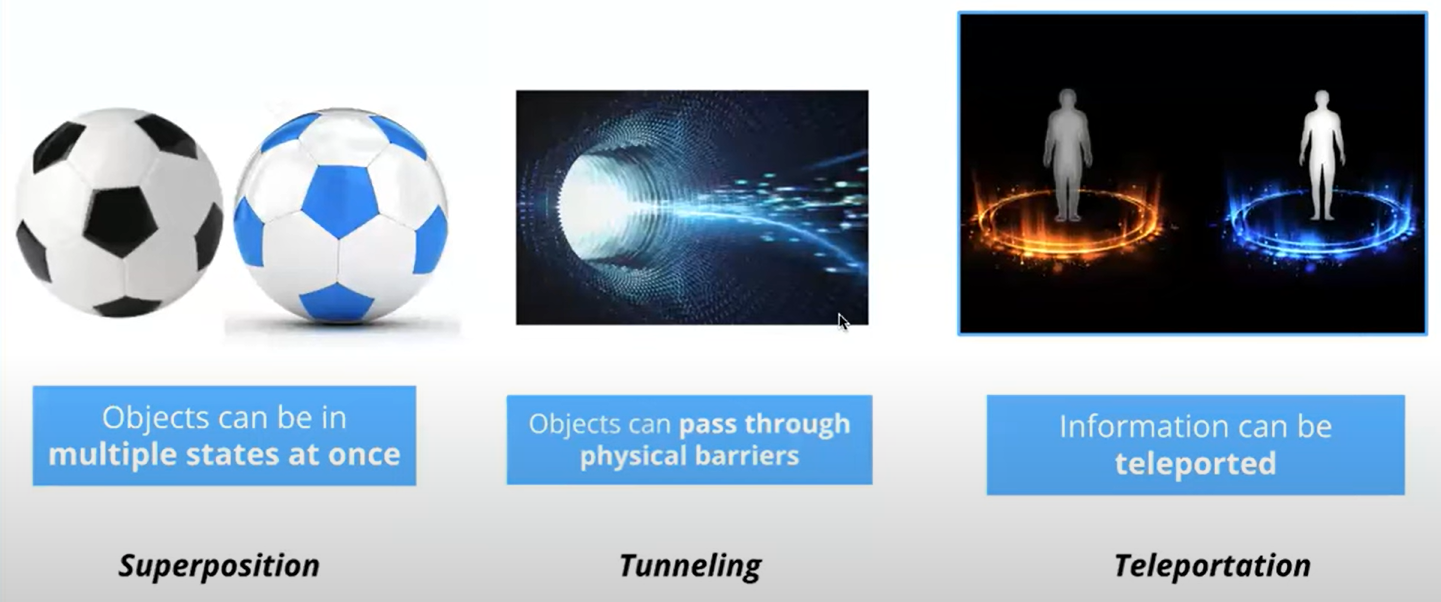 Objects can be in
multiple states at once
Objects can pass through
physical barriers
Information can be
teleported
Superposition
Tunneling
Teleportation